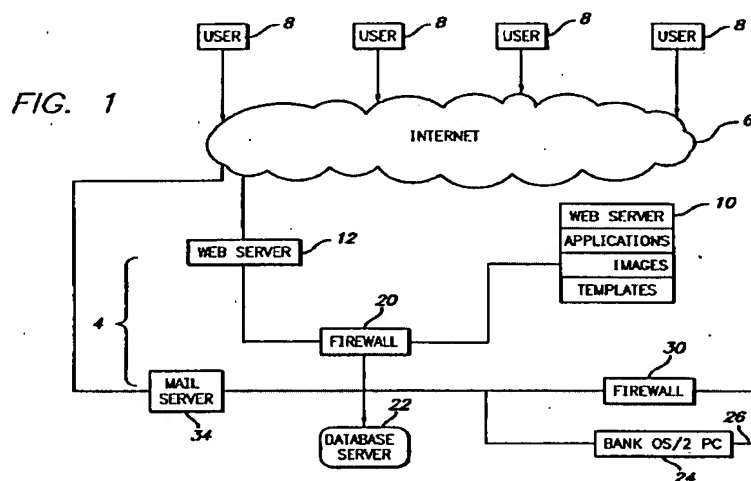 8 8 8 8
USER USER USER USER
FIG. 1
INTERNET
6
WEB SERVER 10
WEB SERVER 12
APPLICATIONS
IMAGES
TEMPLATES
4
20
FIREWALL
30
MAIL SERVER
FIREWALL
34
22
DATABASE SERVER
26
BANK OS/2 PC
24